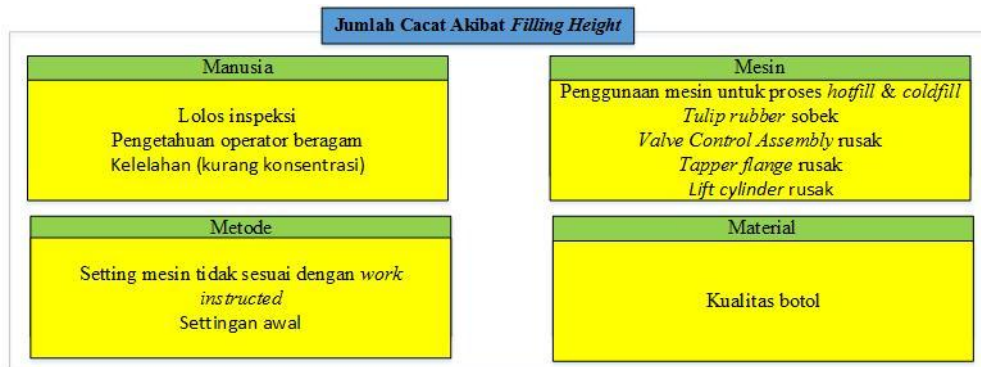 Jumlah Cacat Akibat Filling Height
Manusia
Lolos inspeksi
Pengetahuan operator beragam
Kelelahan (kurang konsentrasi)
Mesin
Penggunaan mesin untuk proses hotfill & coldfill
Tulip rubber sobek
Valve Control Assembly rusak
Tapper flange rusak
Lift cylinder rusak
Metode
Setting mesin tidak sesuai dengan work
instructed
Settingan awal
Material
Kualitas botol